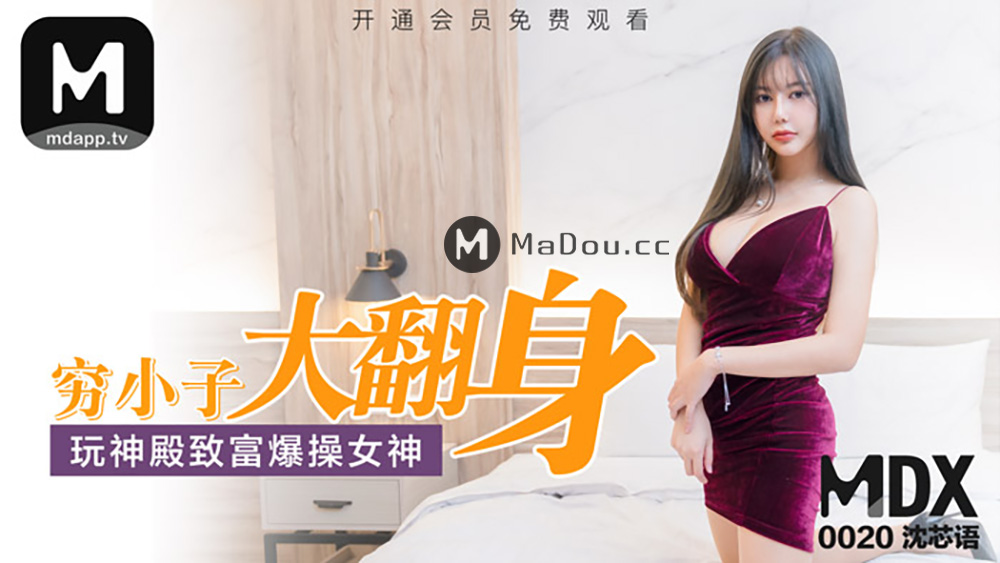 开通会员免费观看
M
mdapp.tv
M MaDou.cc
穷小子大翻身
玩神殿致富爆操女神
MDX
0020 沈芯语